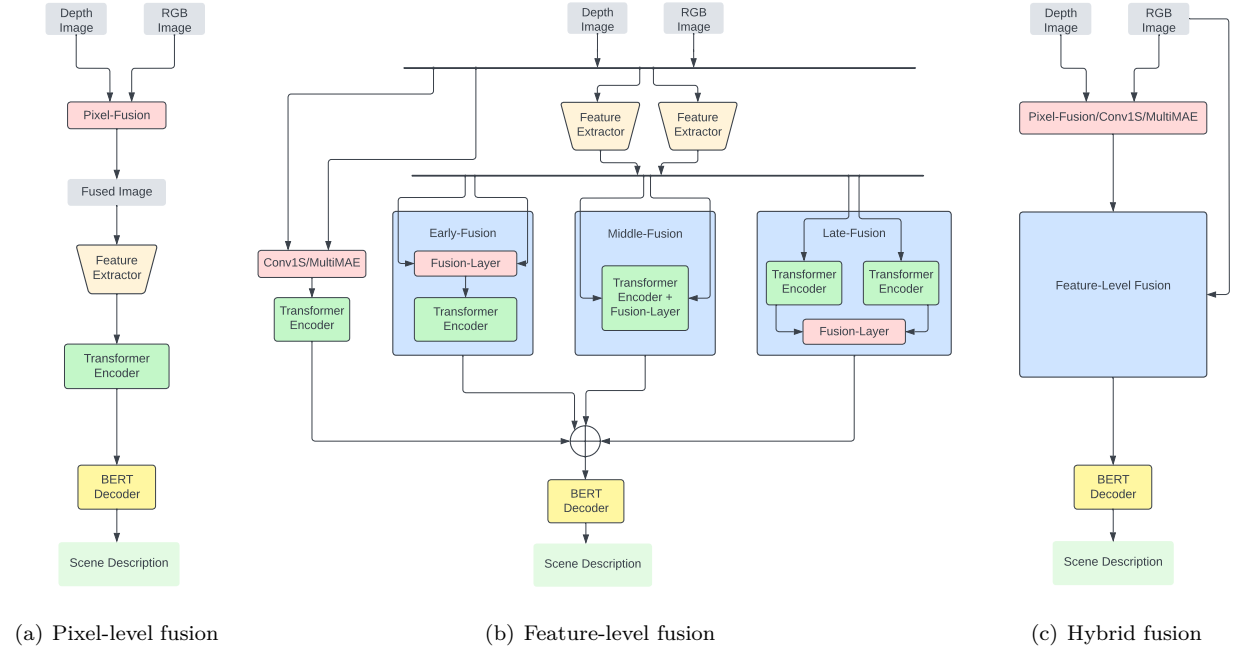 Depth
Image
RGB
Image
Pixel-Fusion
Fused Image
Feature
Extractor
Transformer
Encoder
BERT
Decoder
Scene Description
(a) Pixel-level fusion
Depth
Image
RGB
Image
Feature
Extractor
Feature
Extractor
Conv1S/MultiMAE
Transformer
Encoder
Early-Fusion
Fusion-Layer
Transformer
Encoder
Middle-Fusion
Transformer
Encoder +
Fusion-Layer
Late-Fusion
Transformer
Encoder
Transformer
Encoder
Fusion-Layer
BERT
Decoder
Scene Description
(b) Feature-level fusion
Depth
Image
RGB
Image
Pixel-Fusion/Conv1S/MultiMAE
Feature-Level Fusion
BERT
Decoder
Scene Description
(c) Hybrid fusion